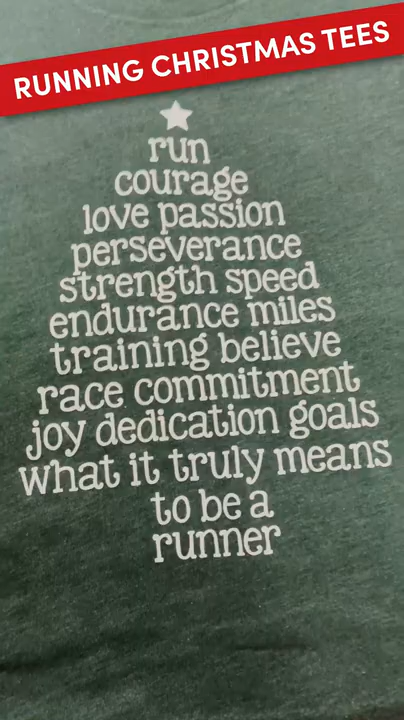 RUNNING CHRISTMAS TEES
run
courage
love passion
perseverance
strength speed
endurance miles
training believe
race commitment
joy dedication goals
what it truly means
to be a
runner